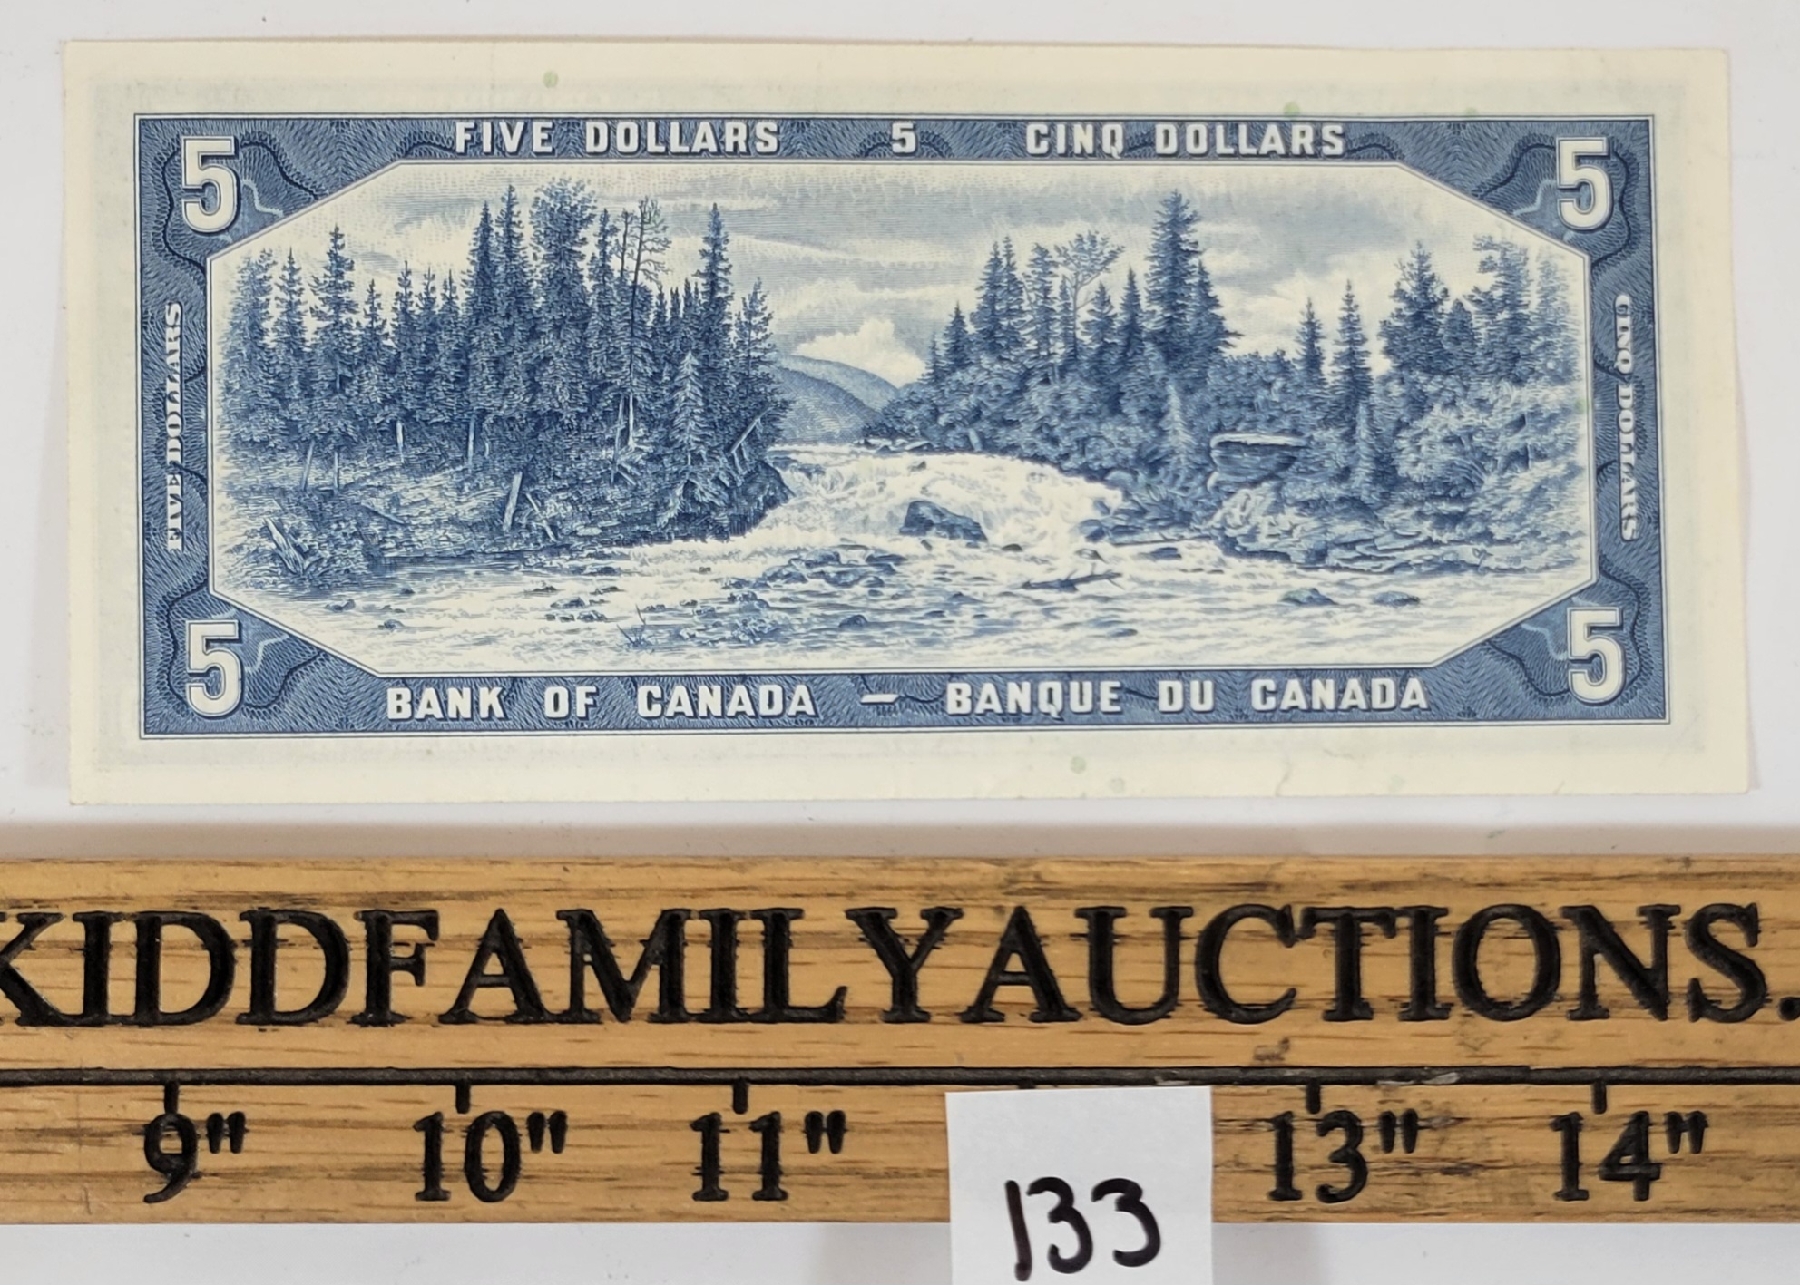 FIVE DOLLARS 5 CINQ DOLLARS
5 5
FIVE DOLLARS
CINQ DOLLARS
5 5
BANK OF CANADA – BANQUE DU CANADA
KIDDFAMILYAUCTIONS.
9" 10" 11" 13" 14"
133